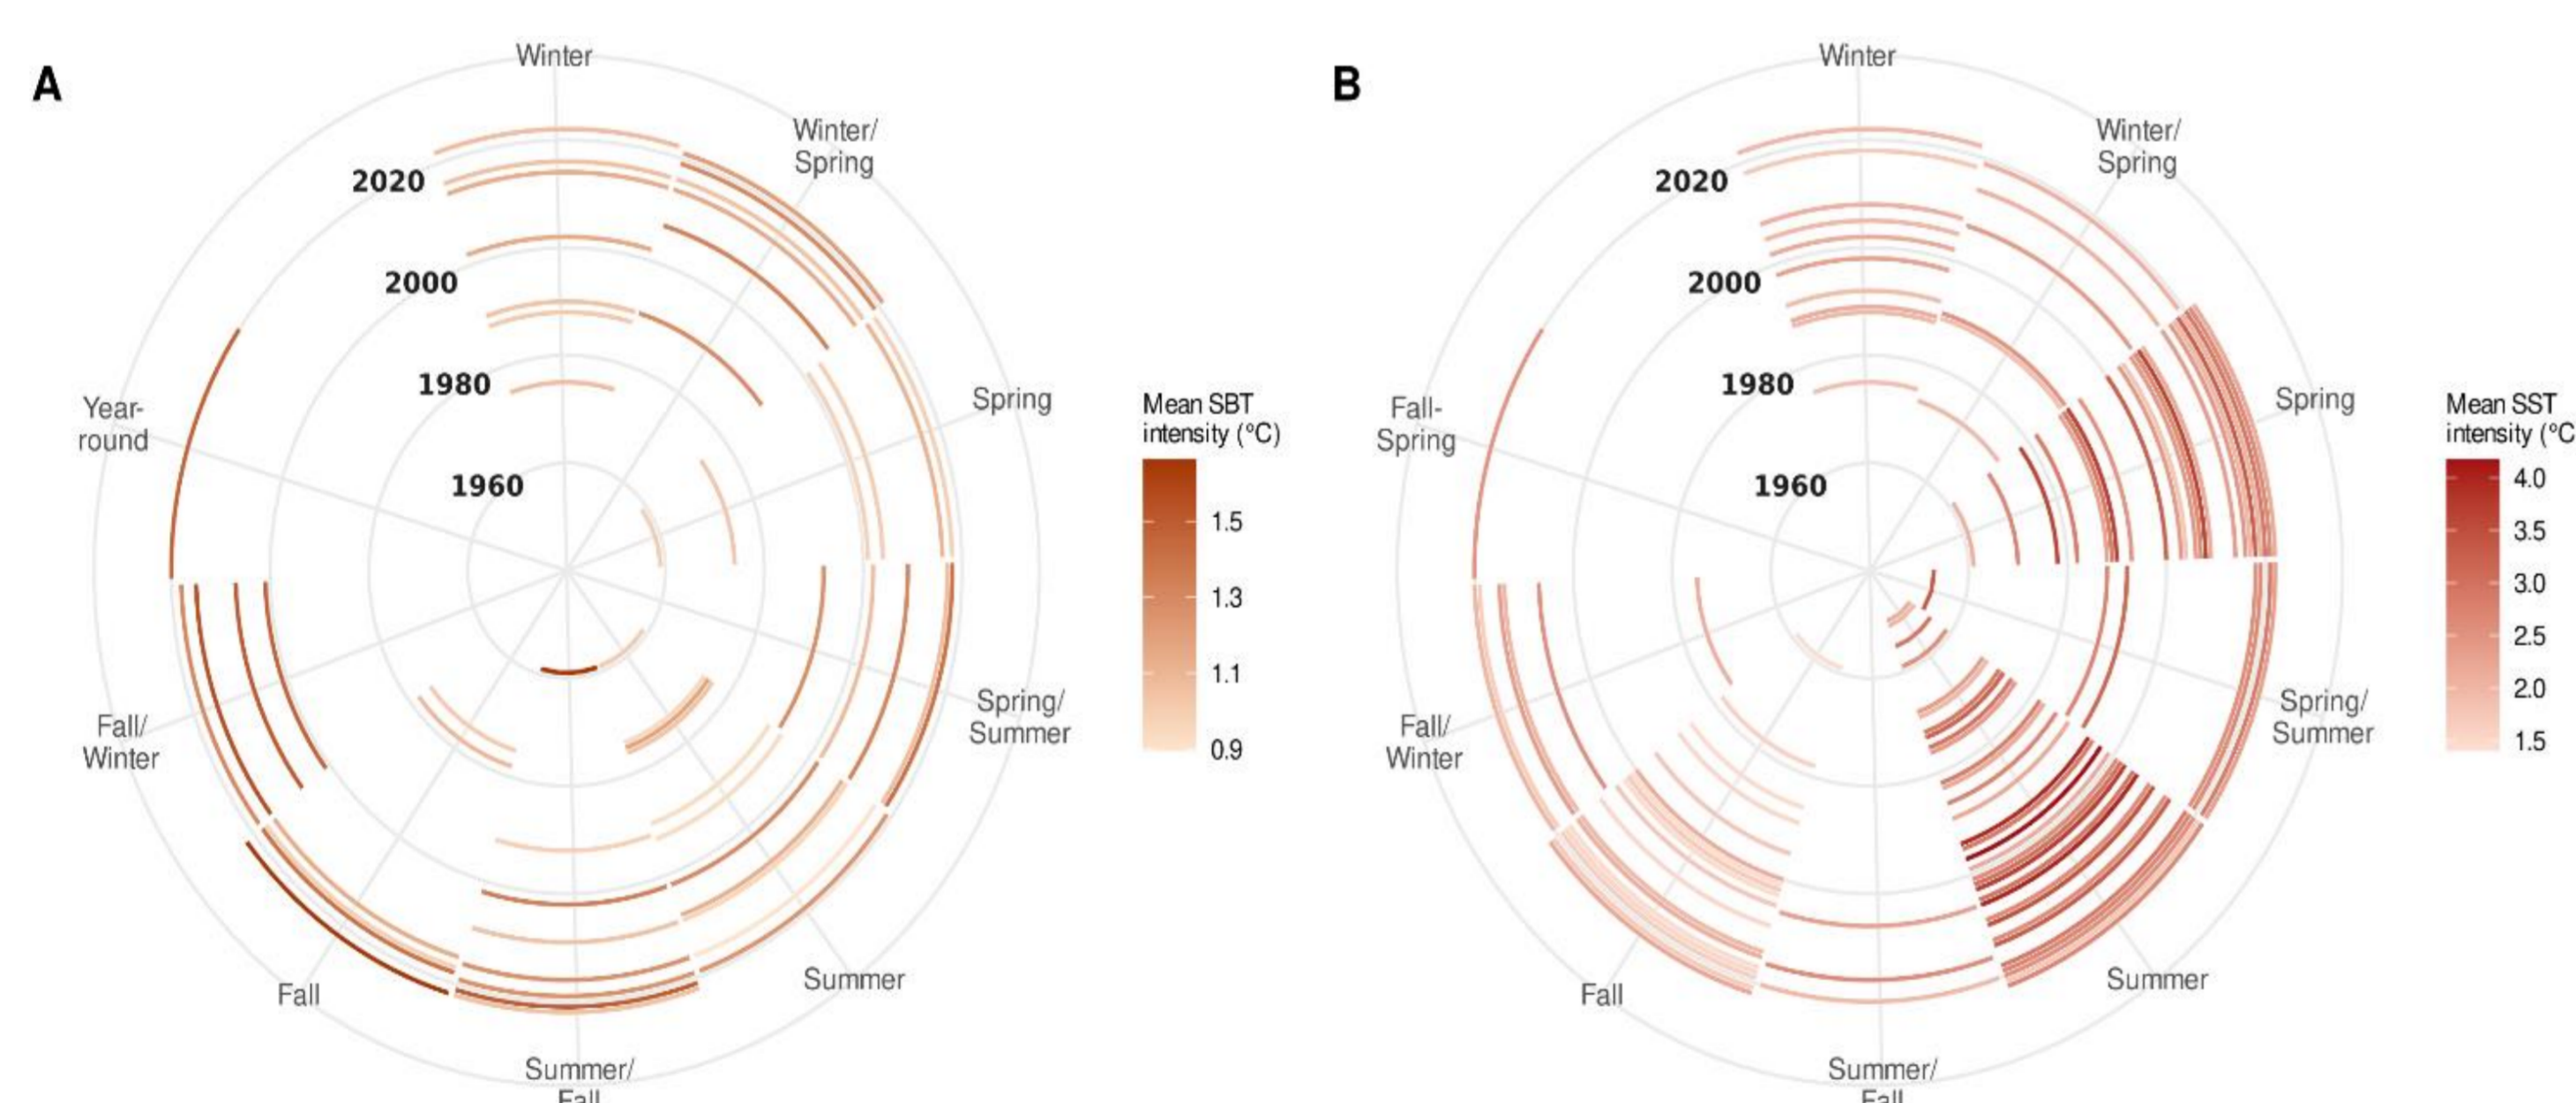 A
Winter
Winter/
Spring
2020
2000
1980
1960
Year-
round
Spring
Fall/
Winter
Spring/
Summer
Fall
Summer
Summer/
Fall
Mean SBT
intensity (°C)
1.5
1.3
1.1
0.9
B
Winter
Winter/
Spring
2020
2000
1980
1960
Fall-
Spring
Spring
Fall/
Winter
Spring/
Summer
Fall
Summer
Summer/
Fall
Mean SST
intensity (°C
4.0
3.5
3.0
2.5
2.0
1.5